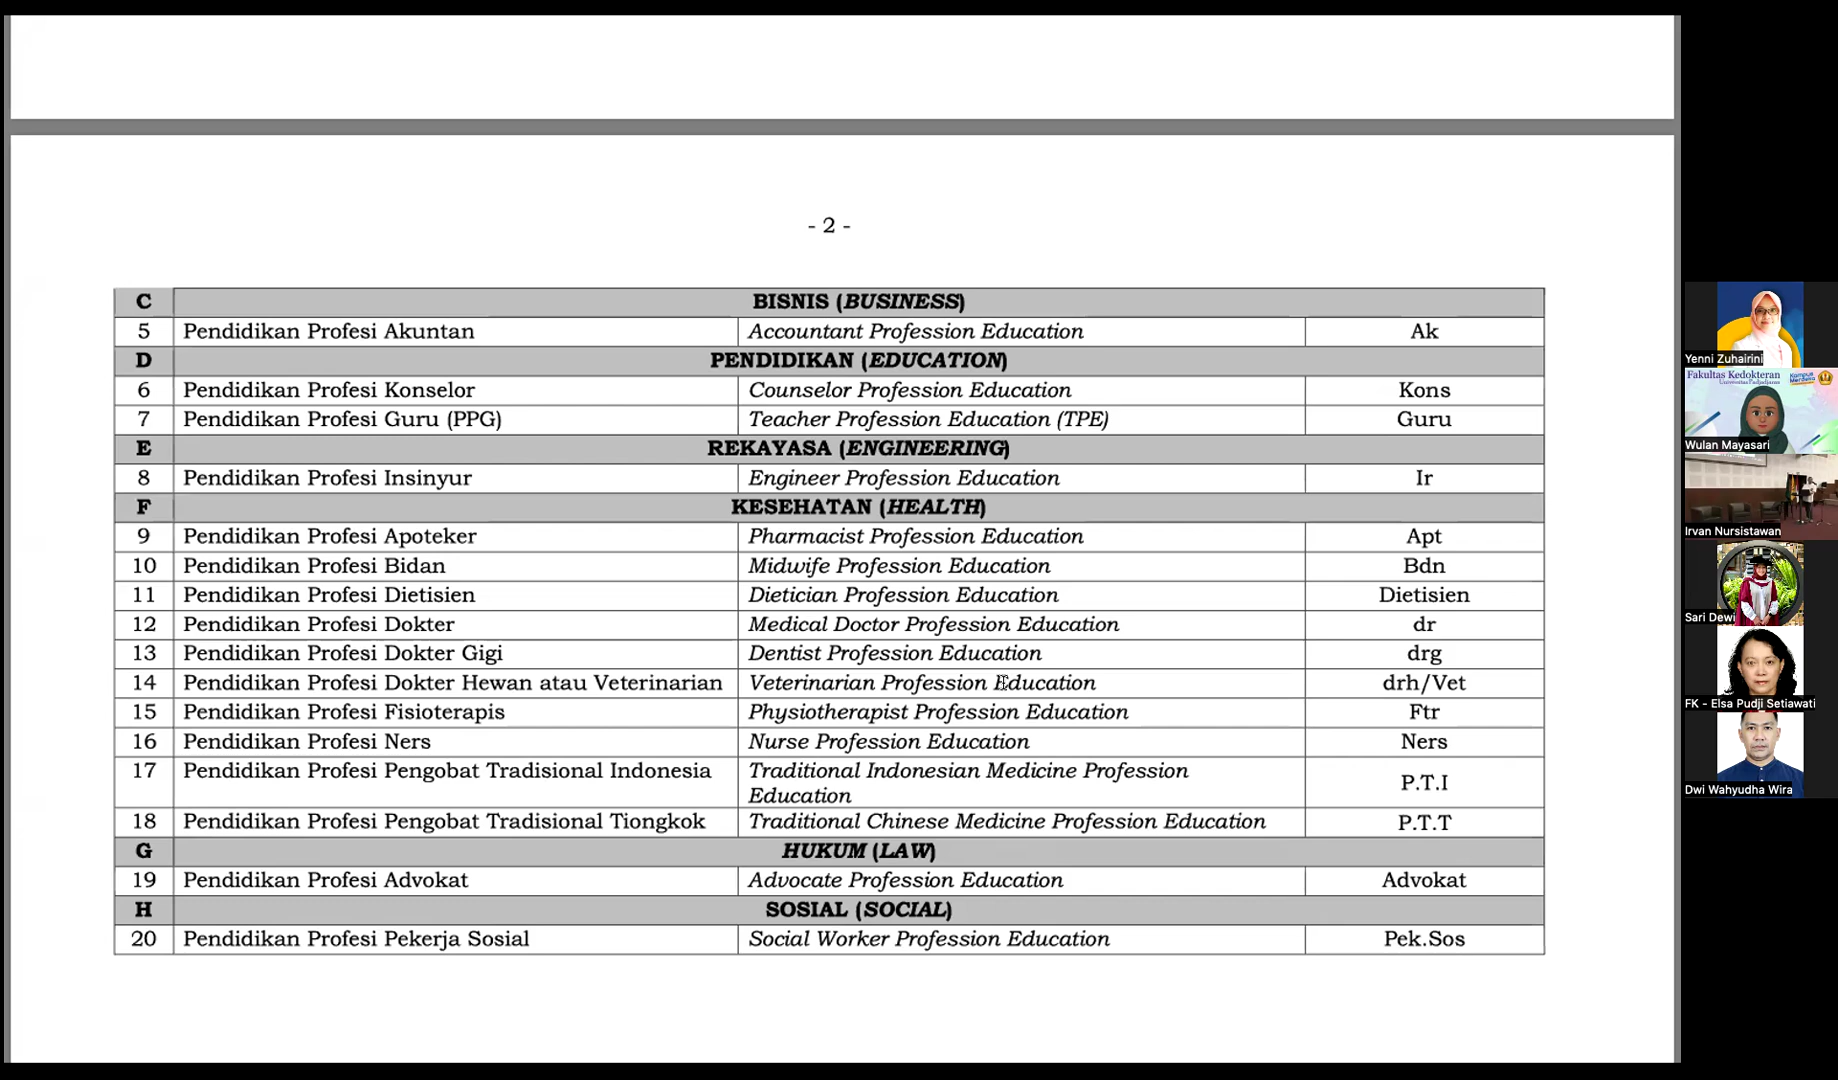 - 2 -
C BISNIS (BUSINESS)
5 Pendidikan Profesi Akuntan Accountant Profession Education Ak
D PENDIDIKAN (EDUCATION)
6 Pendidikan Profesi Konselor Counselor Profession Education Kons
7 Pendidikan Profesi Guru (PPG) Teacher Profession Education (TPE) Guru
E REKAYASA (ENGINEERING)
8 Pendidikan Profesi Insinyur Engineer Profession Education Ir
F KESEHATAN (HEALTH)
9 Pendidikan Profesi Apoteker Pharmacist Profession Education Apt
10 Pendidikan Profesi Bidan Midwife Profession Education Bdn
11 Pendidikan Profesi Dietisien Dietician Profession Education Dietisien
12 Pendidikan Profesi Dokter Medical Doctor Profession Education dr
13 Pendidikan Profesi Dokter Gigi Dentist Profession Education drg
14 Pendidikan Profesi Dokter Hewan atau Veterinarian Veterinarian Profession Education drh/Vet
15 Pendidikan Profesi Fisioterapis Physiotherapist Profession Education Ftr
16 Pendidikan Profesi Ners Nurse Profession Education Ners
17 Pendidikan Profesi Pengobat Tradisional Indonesia Traditional Indonesian Medicine Profession
Education P.T.I
18 Pendidikan Profesi Pengobat Tradisional Tiongkok Traditional Chinese Medicine Profession Education P.T.T
G HUKUM (LAW)
19 Pendidikan Profesi Advokat Advocate Profession Education Advokat
H SOSIAL (SOCIAL)
20 Pendidikan Profesi Pekerja Sosial Social Worker Profession Education Pek.Sos
Yenni Zuhairini
Fakultas Kedokteran
Universitas Padjadjaran
Kampus
Merdeka
Wulan Mayasari
Irvan Nursistawan
Sari Dewi
FK - Elsa Pudji Setiawati
Dwi Wahyudha Wira